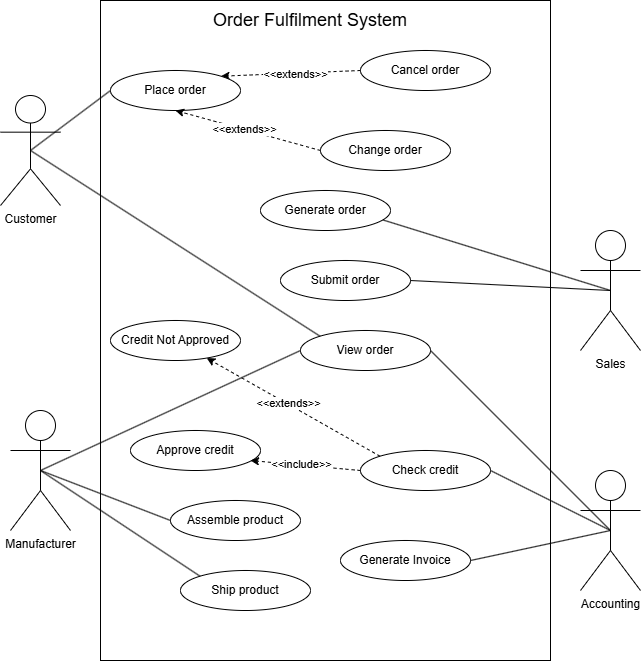 Order Fulfilment System
Cancel order
<<extends>>
Place order
<<extends>>
Change order
Customer
Generate order
Submit order
Credit Not Approved
View order
Sales
<<extends>>
Approve credit
<<include>>
Check credit
Assemble product
Manufacturer
Generate Invoice
Ship product
Accounting